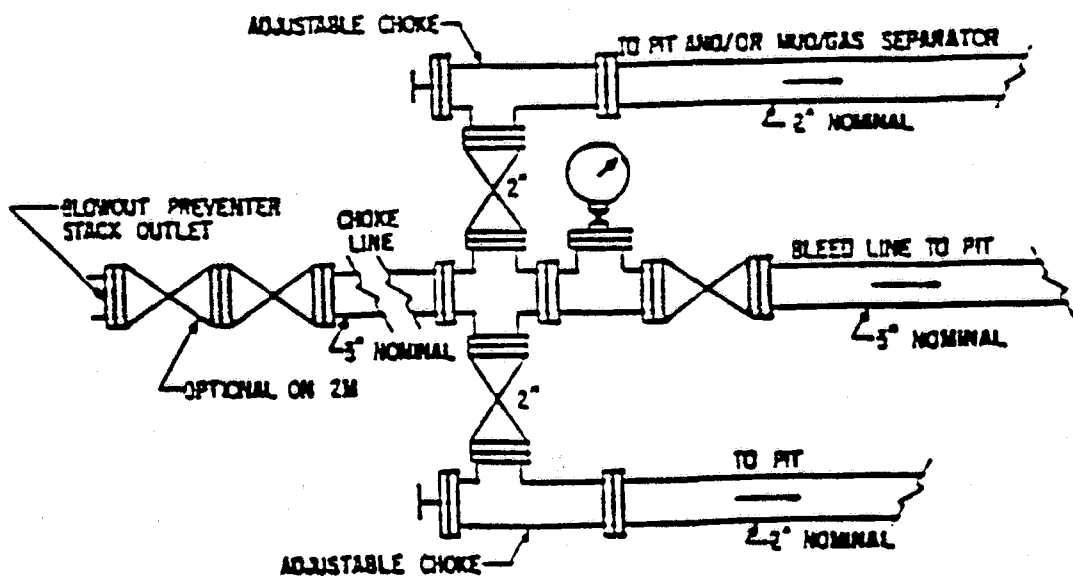 ADJUSTABLE CHOKE
TO PIT AND/OR MUD/GAS SEPARATOR
2" NOMINAL
2"
BLOWOUT PREVENTER
STACK OUTLET
CHOKE
LINE
BLEED LINE TO PIT
3" NOMINAL
3" NOMINAL
OPTIONAL ON 2M
2"
TO PIT
2" NOMINAL
ADJUSTABLE CHOKE